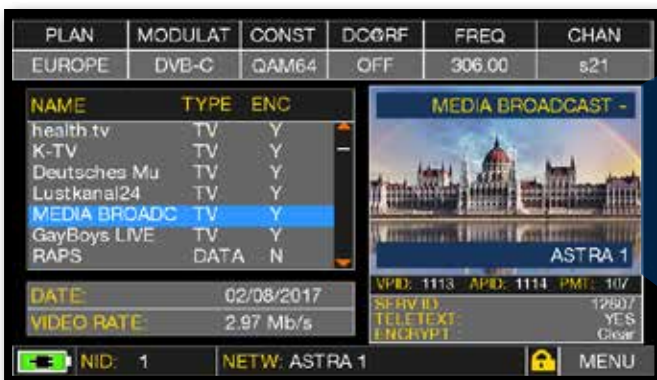 PLAN MODULAT CONST DC@RF FREQ CHAN
EUROPE DVB-C QAM64 OFF 306.00 s21
NAME TYPE ENC
health tv TV Y
K-TV TV Y
Deutsches Mu TV Y
Lustkanal24 TV Y
MEDIA BROADC TV Y
GayBoys LIVE TV Y
RAPS DATA N
DATE: 02/08/2017
VIDEO RATE: 2.97 Mb/s
MEDIA BROADCAST -
ASTRA 1
VPID: 1113 APID: 1114 PMT: 107
SERV ID: 12607
TELETEXT: YES
ENCRYPT: Clear
NID: 1 NETW: ASTRA 1 MENU